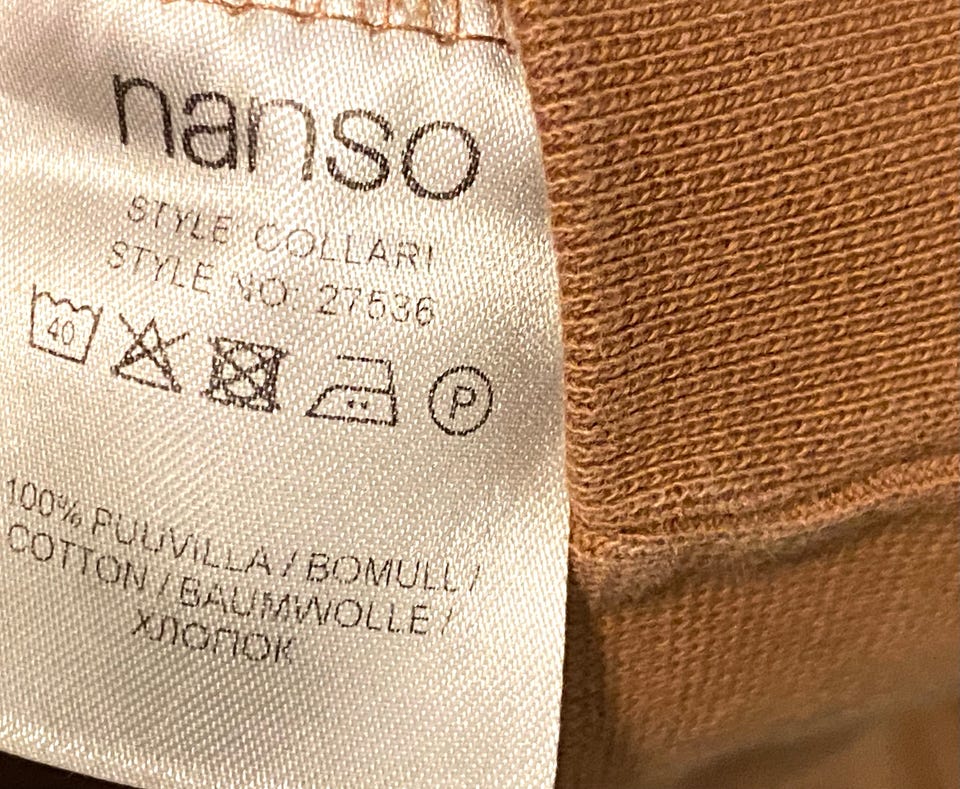 nanso
STYLE COLLARI
STYLE NO: 27536
40 P
100% PUUVILLA / BOMULL /
COTTON / BAUMWOLLE /
ХЛОПОК